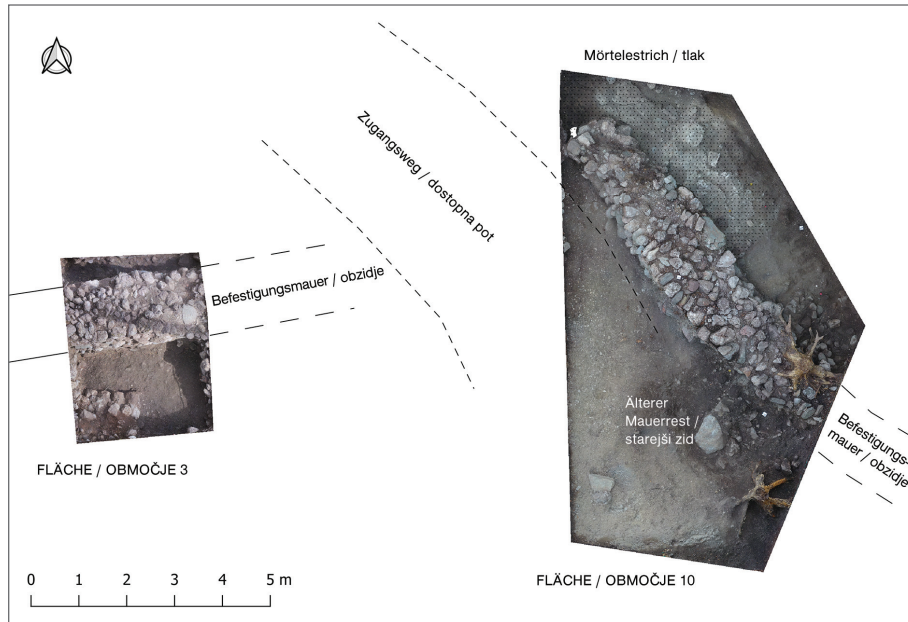 Mörtelestrich / tlak
Zugangsweg / dostopna pot
Befestigungsmauer / obzidje
Älterer
Mauerrest /
starejši zid
Befestigungs-
mauer / obzidje
FLÄCHE / OBMOČJE 3
FLÄCHE / OBMOČJE 10
0 1 2 3 4 5 m